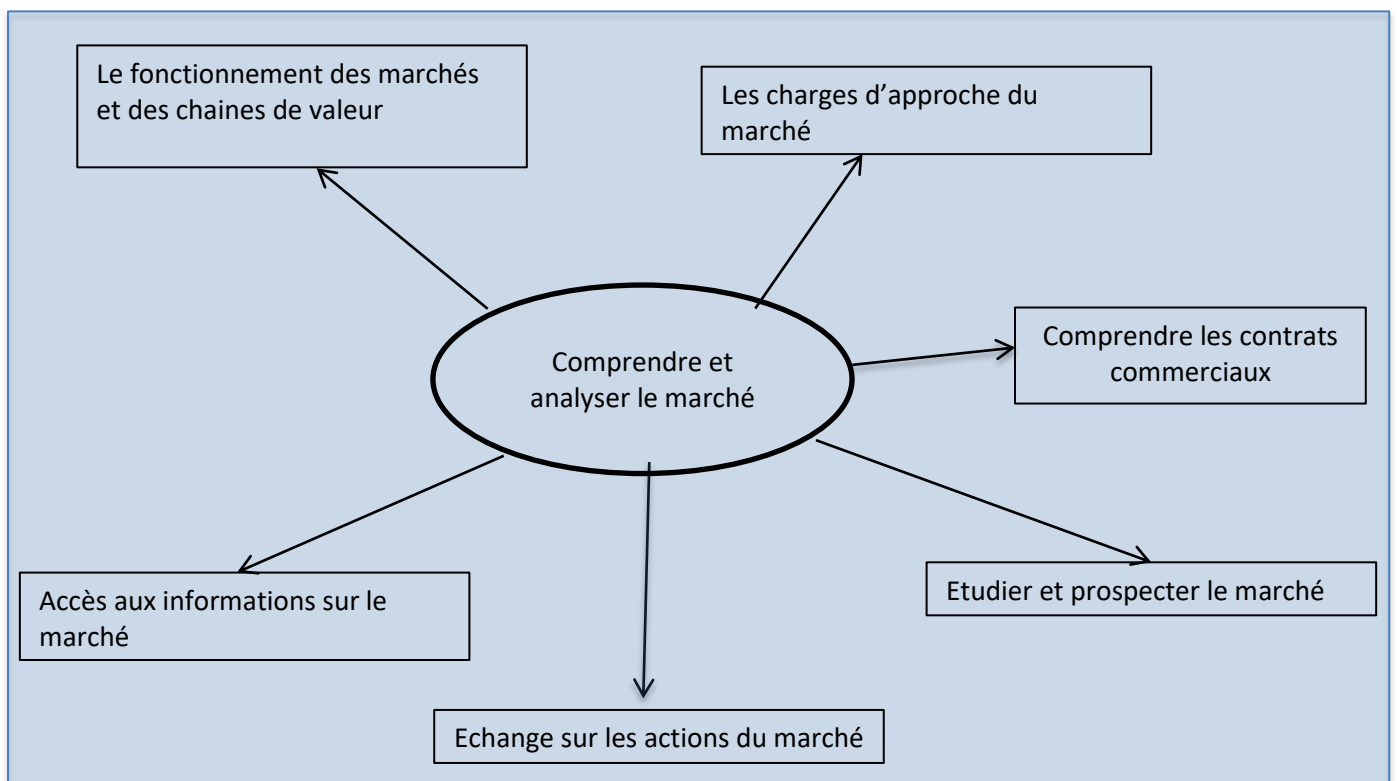 Le fonctionnement des marchés
et des chaines de valeur
Les charges d’approche du
marché
Comprendre les contrats
commerciaux
Comprendre et
analyser le marché
Etudier et prospecter le marché
Accès aux informations sur le
marché
Echange sur les actions du marché